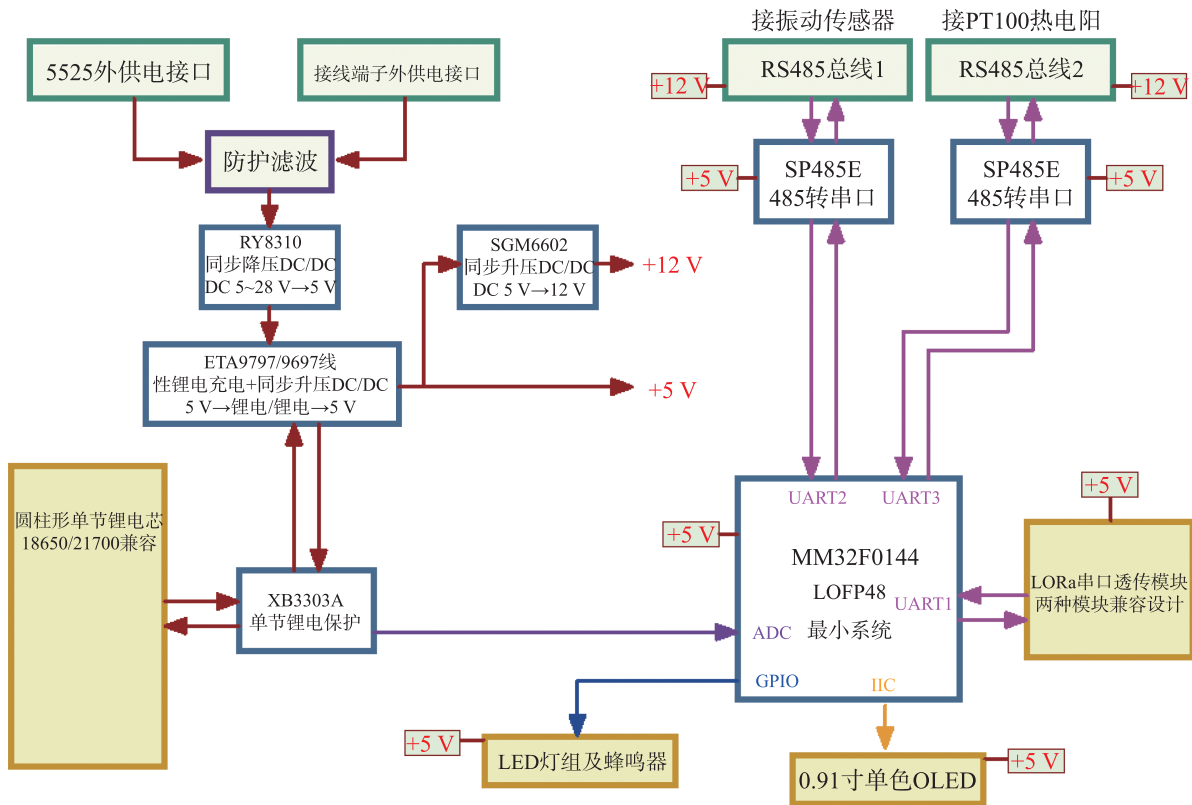 接振动传感器
接PT100热电阳
5525外供电接口
接线端子外供电接口
RS485总线1
RS485总线2
+12 V
+12 V
防护滤波
SP485E
485转串口
+5 V
SP485E
485转串口
+5 V
RY8310
同步降压DC/DC
DC 5~28 V→5 V
SGM6602
同步升压DC/DC
DC 5 V→12 V
+12 V
ETA9797/9697线
性锂电充电+同步升压DC/DC
5 V→锂电/锂电→5 V
+5 V
圆柱形单节锂电芯
18650/21700兼容
XB3303A
单节锂电保护
UART2
UART3
+5 V
MM32F0144
LOFP48
最小系统
UART1
ADC
GPIO
IIC
+5 V
LORa串口透传模块
两种模块兼容设计
+5 V
LED灯组及蜂鸣器
0.91寸单色OLED
+5 V